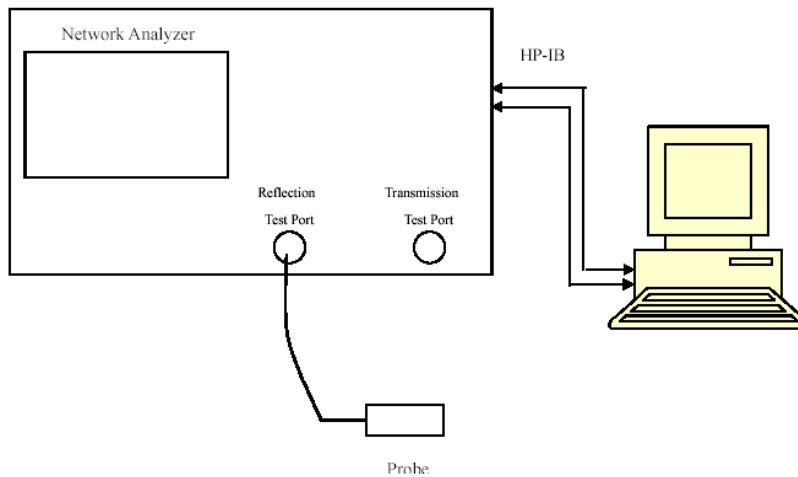 Network Analyzer
HP-IB
Reflection
Test Port
Transmission
Test Port
Probe